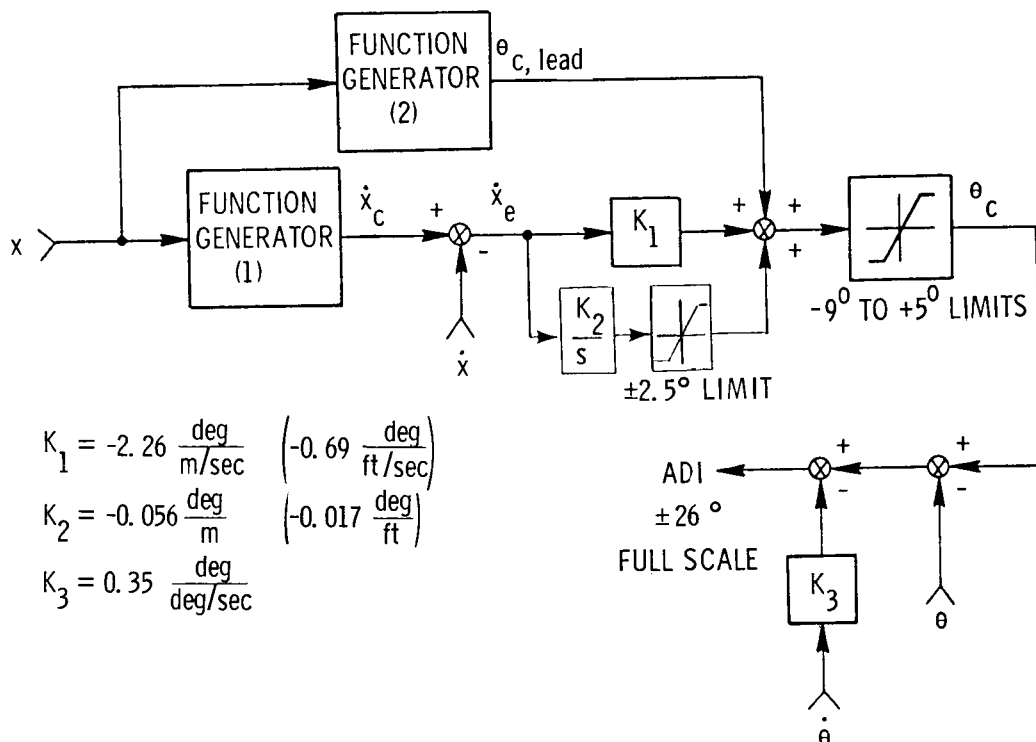 FUNCTION
GENERATOR
(2)
θc, lead
x
FUNCTION
GENERATOR
(1)
ẋc
+
-
ẋ
ẋe
K1
+
+
+
K2/s
±2.5° LIMIT
θc
-9° TO +5° LIMITS
K1 = -2.26 deg/m/sec (-0.69 deg/ft/sec)
K2 = -0.056 deg/m (-0.017 deg/ft)
K3 = 0.35 deg/deg/sec
ADI
±26°
FULL SCALE
+
-
+
-
K3
θ
θ̇